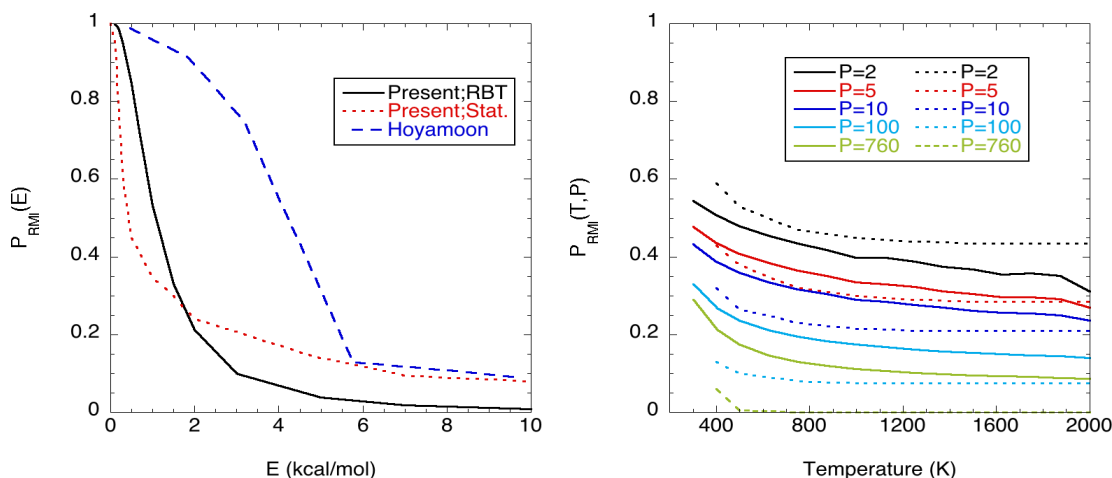 1
0.8
0.6
0.4
0.2
0
P_RMI(E)
0 2 4 6 8 10
E (kcal/mol)
Present;RBT
Present;Stat.
Hoyamoon
1
0.8
0.6
0.4
0.2
0
P_RMI(T,P)
400 800 1200 1600 2000
Temperature (K)
P=2 P=2
P=5 P=5
P=10 P=10
P=100 P=100
P=760 P=760